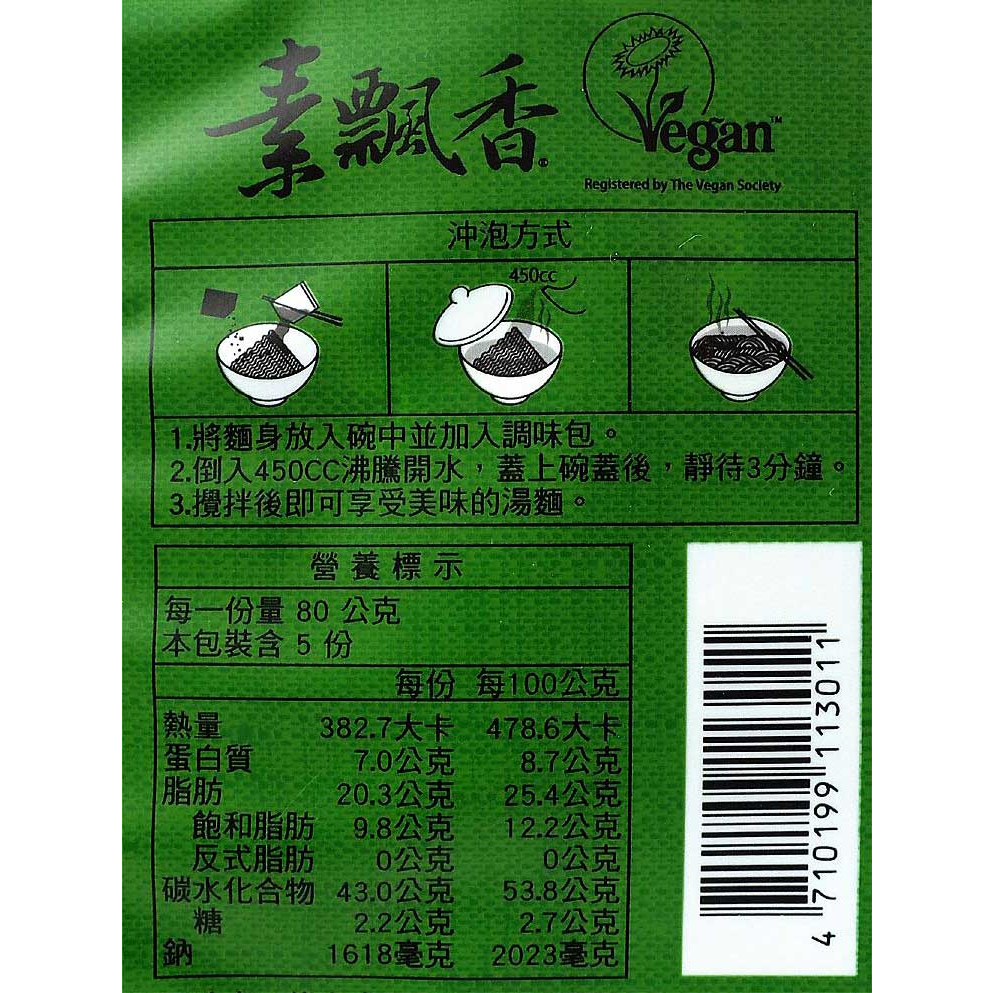 素飄香®
Vegan™
Registered by The Vegan Society
沖泡方式
450cc
1.將麵身放入碗中並加入調味包。
2.倒入450CC沸騰開水，蓋上碗蓋後，靜待3分鐘。
3.攪拌後即可享受美味的湯麵。
營養標示
每一份量 80 公克
本包裝含 5 份
每份 每100公克
熱量 382.7大卡 478.6大卡
蛋白質 7.0公克 8.7公克
脂肪 20.3公克 25.4公克
飽和脂肪 9.8公克 12.2公克
反式脂肪 0公克 0公克
碳水化合物 43.0公克 53.8公克
糖 2.2公克 2.7公克
鈉 1618毫克 2023毫克
4 710199 113011